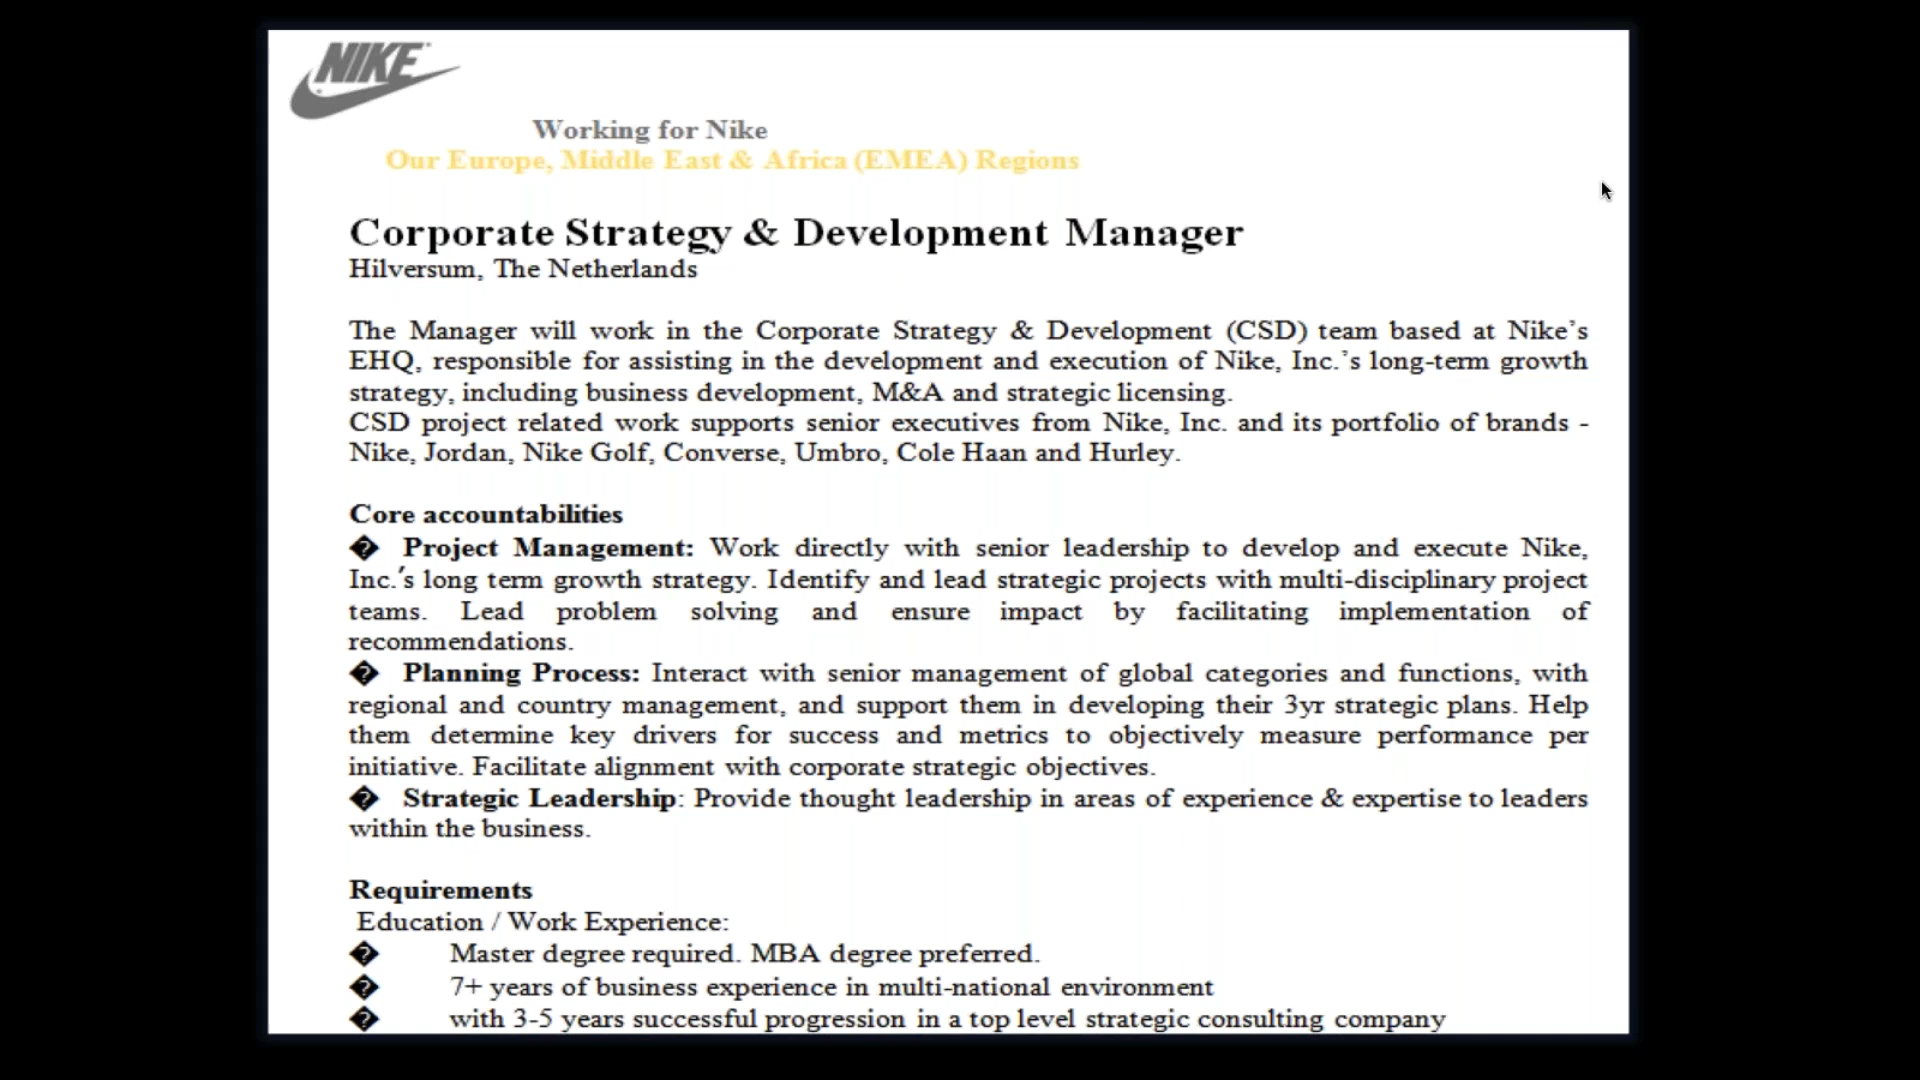 NIKE
Working for Nike
Our Europe, Middle East & Africa (EMEA) Regions
Corporate Strategy & Development Manager
Hilversum, The Netherlands
The Manager will work in the Corporate Strategy & Development (CSD) team based at Nike's
EHQ, responsible for assisting in the development and execution of Nike, Inc.'s long-term growth
strategy, including business development, M&A and strategic licensing.
CSD project related work supports senior executives from Nike, Inc. and its portfolio of brands -
Nike, Jordan, Nike Golf, Converse, Umbro, Cole Haan and Hurley.
Core accountabilities
� Project Management: Work directly with senior leadership to develop and execute Nike,
Inc.′s long term growth strategy. Identify and lead strategic projects with multi-disciplinary project
teams. Lead problem solving and ensure impact by facilitating implementation of
recommendations.
� Planning Process: Interact with senior management of global categories and functions, with
regional and country management, and support them in developing their 3yr strategic plans. Help
them determine key drivers for success and metrics to objectively measure performance per
initiative. Facilitate alignment with corporate strategic objectives.
� Strategic Leadership: Provide thought leadership in areas of experience & expertise to leaders
within the business.
Requirements
Education / Work Experience:
� Master degree required. MBA degree preferred.
� 7+ years of business experience in multi-national environment
� with 3-5 years successful progression in a top level strategic consulting company